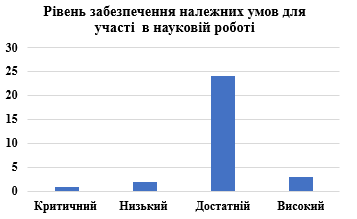 Рівень забезпечення належних умов для
участі в науковій роботі
30
25
20
15
10
5
0
Критичний Низький Достатній Високий